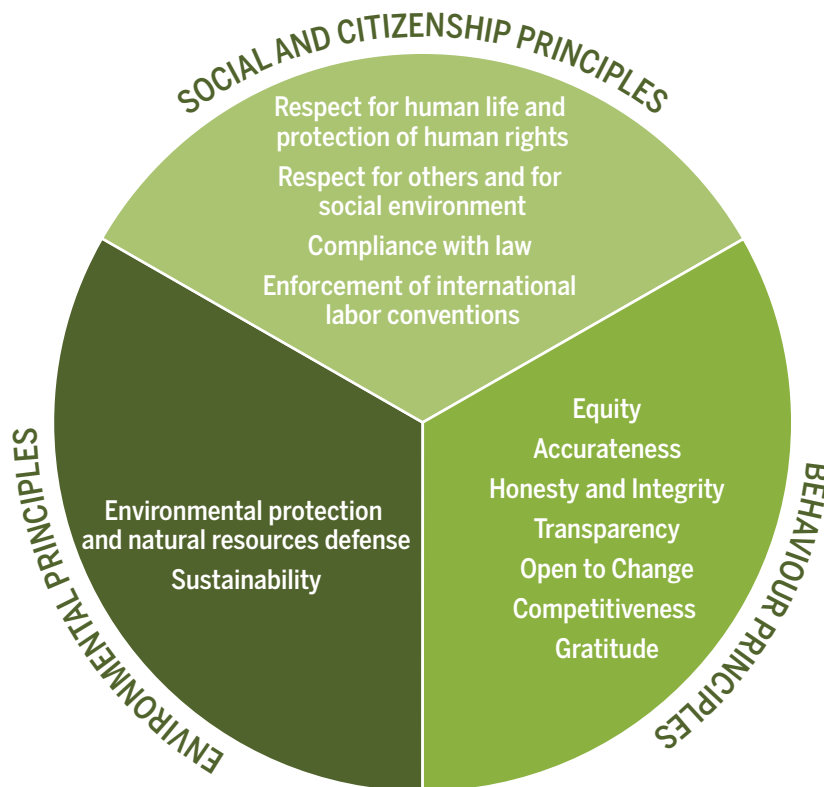 SOCIAL AND CITIZENSHIP PRINCIPLES
Respect for human life and
protection of human rights
Respect for others and for
social environment
Compliance with law
Enforcement of international
labor conventions
ENVIRONMENTAL PRINCIPLES
Environmental protection
and natural resources defense
Sustainability
BEHAVIOUR PRINCIPLES
Equity
Accurateness
Honesty and Integrity
Transparency
Open to Change
Competitiveness
Gratitude